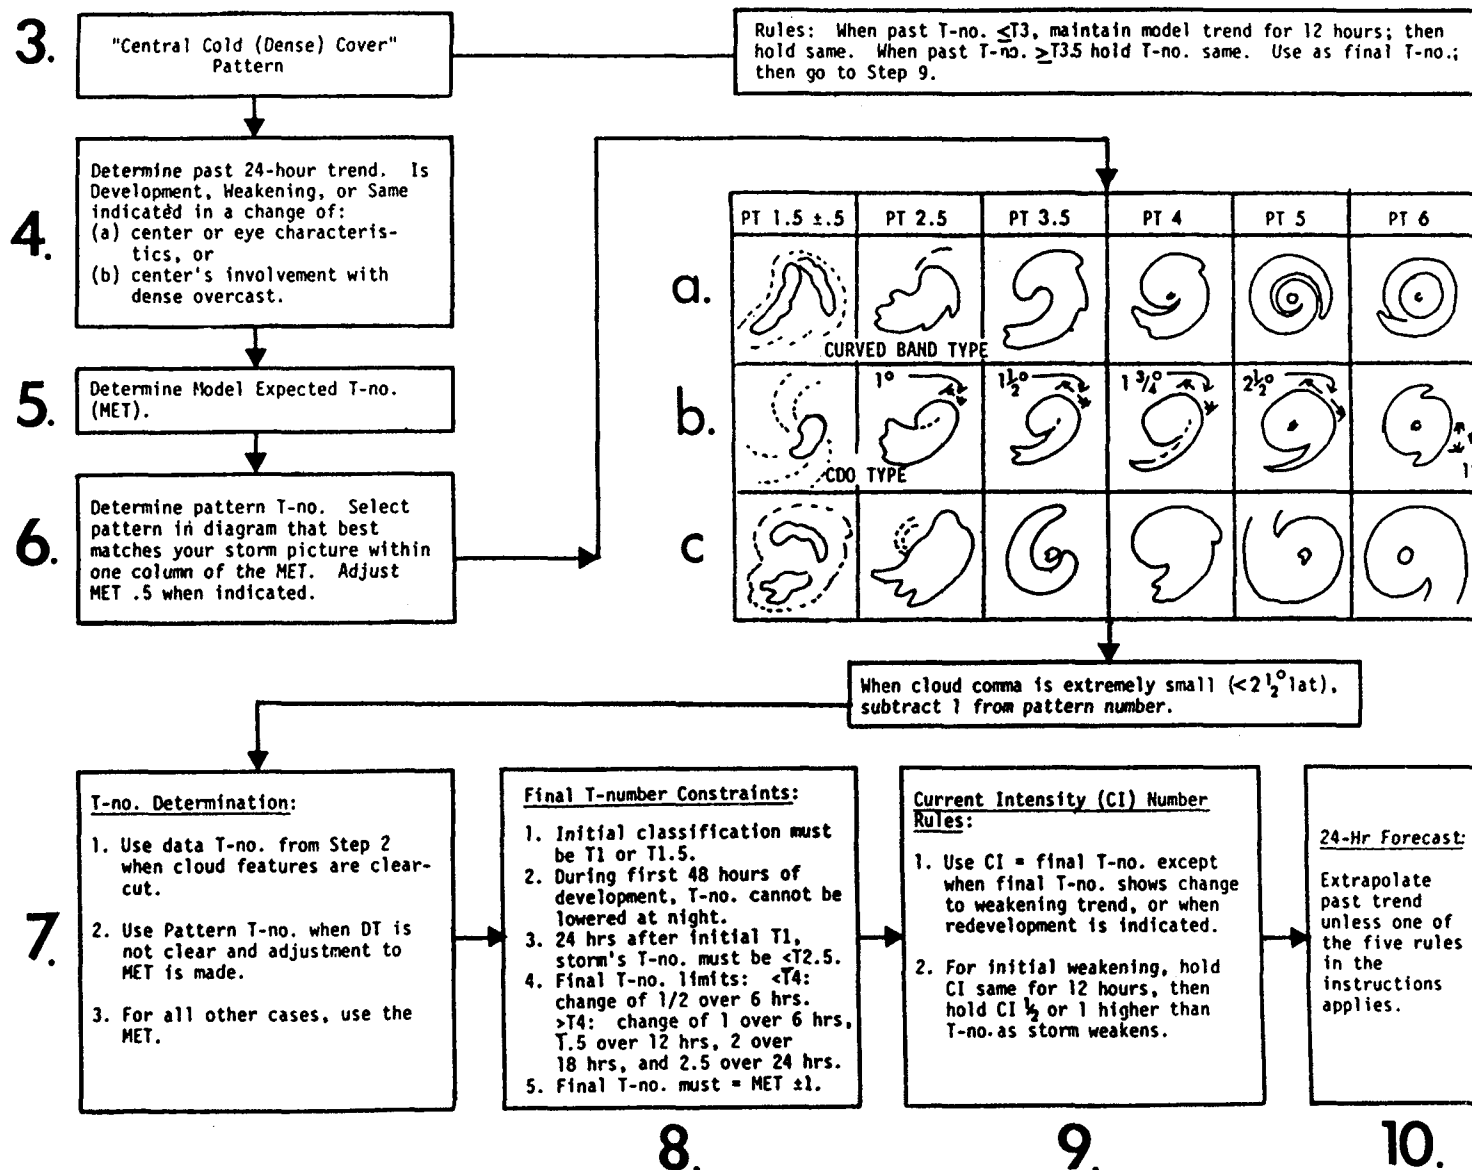 3.
"Central Cold (Dense) Cover"
Pattern
Rules: When past T-no. ≤T3, maintain model trend for 12 hours; then
hold same. When past T-no. ≥T3.5 hold T-no. same. Use as final T-no.;
then go to Step 9.
4.
Determine past 24-hour trend. Is
Development, Weakening, or Same
indicated in a change of:
(a) center or eye characteris-
tics, or
(b) center's involvement with
dense overcast.
5.
Determine Model Expected T-no.
(MET).
6.
Determine pattern T-no. Select
pattern in diagram that best
matches your storm picture within
one column of the MET. Adjust
MET .5 when indicated.
PT 1.5 ±.5 PT 2.5 PT 3.5 PT 4 PT 5 PT 6
a.
CURVED BAND TYPE
b.
1° 1½° 1 ¾° 2½°
1
CDO TYPE
c
When cloud comma is extremely small (<2½° lat),
subtract 1 from pattern number.
7.
T-no. Determination:
1. Use data T-no. from Step 2
when cloud features are clear-
cut.
2. Use Pattern T-no. when DT is
not clear and adjustment to
MET is made.
3. For all other cases, use the
MET.
Final T-number Constraints:
1. Initial classification must
be T1 or T1.5.
2. During first 48 hours of
development, T-no. cannot be
lowered at night.
3. 24 hrs after initial T1,
storm's T-no. must be <T2.5.
4. Final T-no. limits: <T4:
change of 1/2 over 6 hrs.
>T4: change of 1 over 6 hrs,
1.5 over 12 hrs, 2 over
18 hrs, and 2.5 over 24 hrs.
5. Final T-no. must = MET ±1.
8.
Current Intensity (CI) Number
Rules:
1. Use CI = final T-no. except
when final T-no. shows change
to weakening trend, or when
redevelopment is indicated.
2. For initial weakening, hold
CI same for 12 hours, then
hold CI ½ or 1 higher than
T-no. as storm weakens.
9.
24-Hr Forecast:
Extrapolate
past trend
unless one of
the five rules
in the
instructions
applies.
10.